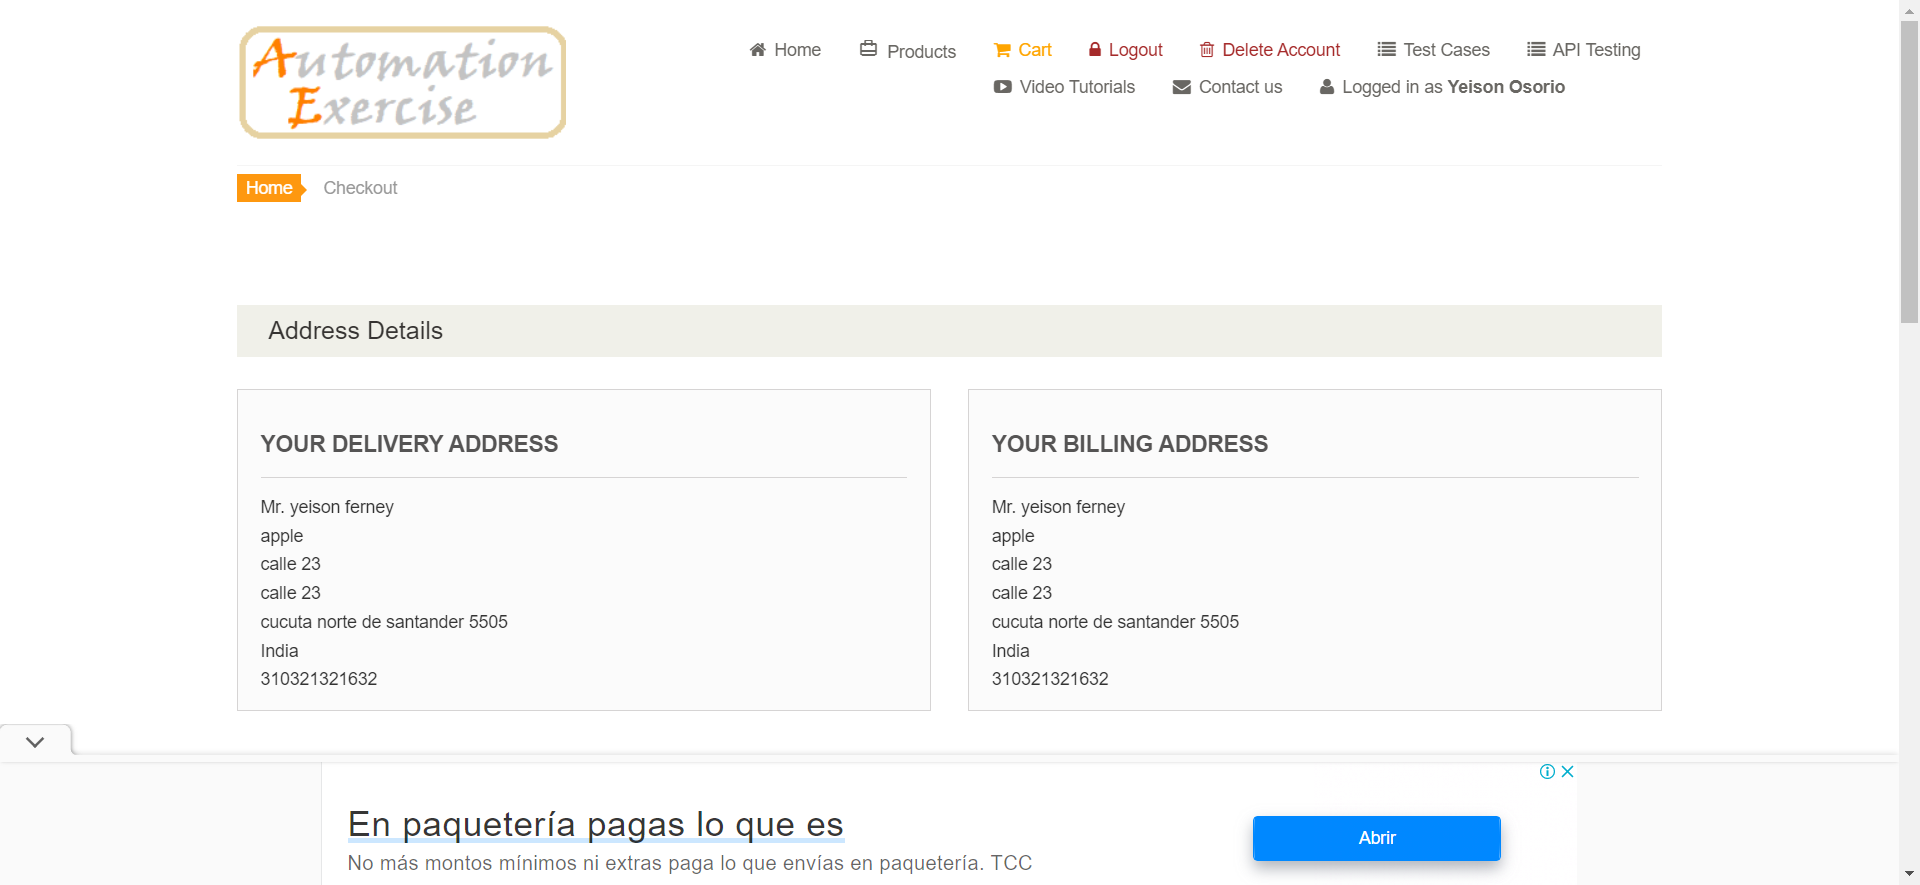 Automation
Exercise
Home
Products
Cart
Logout
Delete Account
Test Cases
API Testing
Video Tutorials
Contact us
Logged in as Yeison Osorio
Home
Checkout
Address Details
YOUR DELIVERY ADDRESS
Mr. yeison ferney
apple
calle 23
calle 23
cucuta norte de santander 5505
India
310321321632
YOUR BILLING ADDRESS
Mr. yeison ferney
apple
calle 23
calle 23
cucuta norte de santander 5505
India
310321321632
En paquetería pagas lo que es
No más montos mínimos ni extras paga lo que envías en paquetería. TCC
Abrir